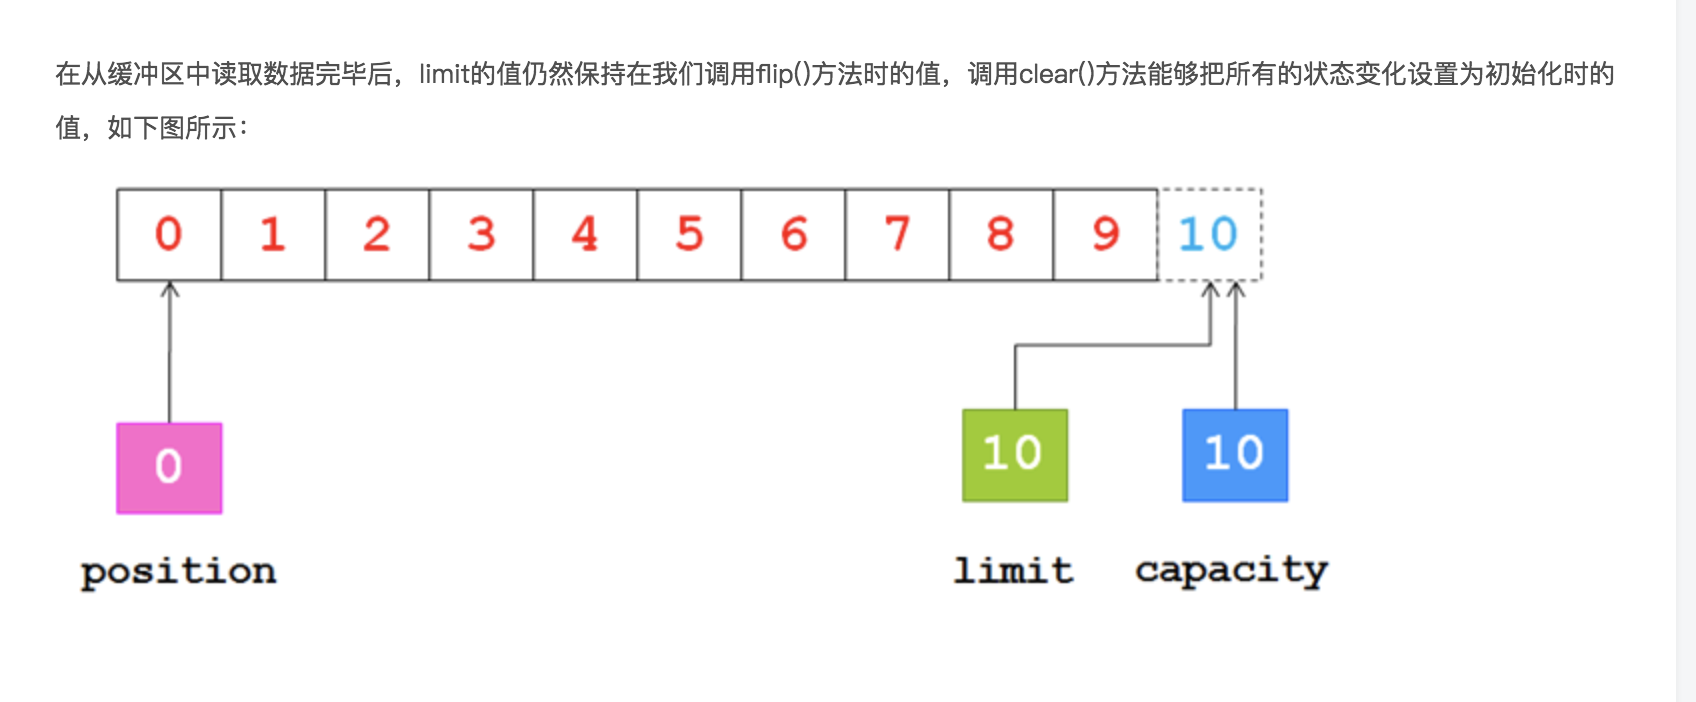 在从缓冲区中读取数据完毕后，limit的值仍然保持在我们调用flip()方法时的值，调用clear()方法能够把所有的状态变化设置为初始化时的
值，如下图所示：
0 1 2 3 4 5 6 7 8 9 10
0 10 10
position limit capacity